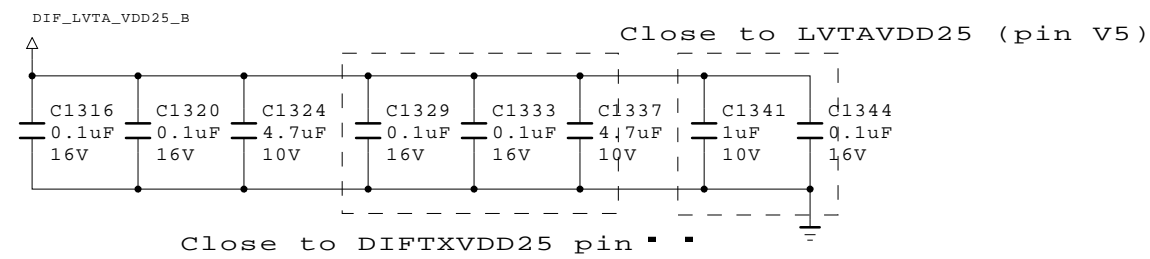 DIF_LVTA_VDD25_B
Close to LVTAVDD25 (pin V5)
C1316 C1320 C1324 C1329 C1333 C1337 C1341 C1344
0.1uF 0.1uF 4.7uF 0.1uF 0.1uF 4.7uF 1uF 0.1uF
16V 16V 10V 16V 16V 10V 10V 16V
Close to DIFTXVDD25 pin